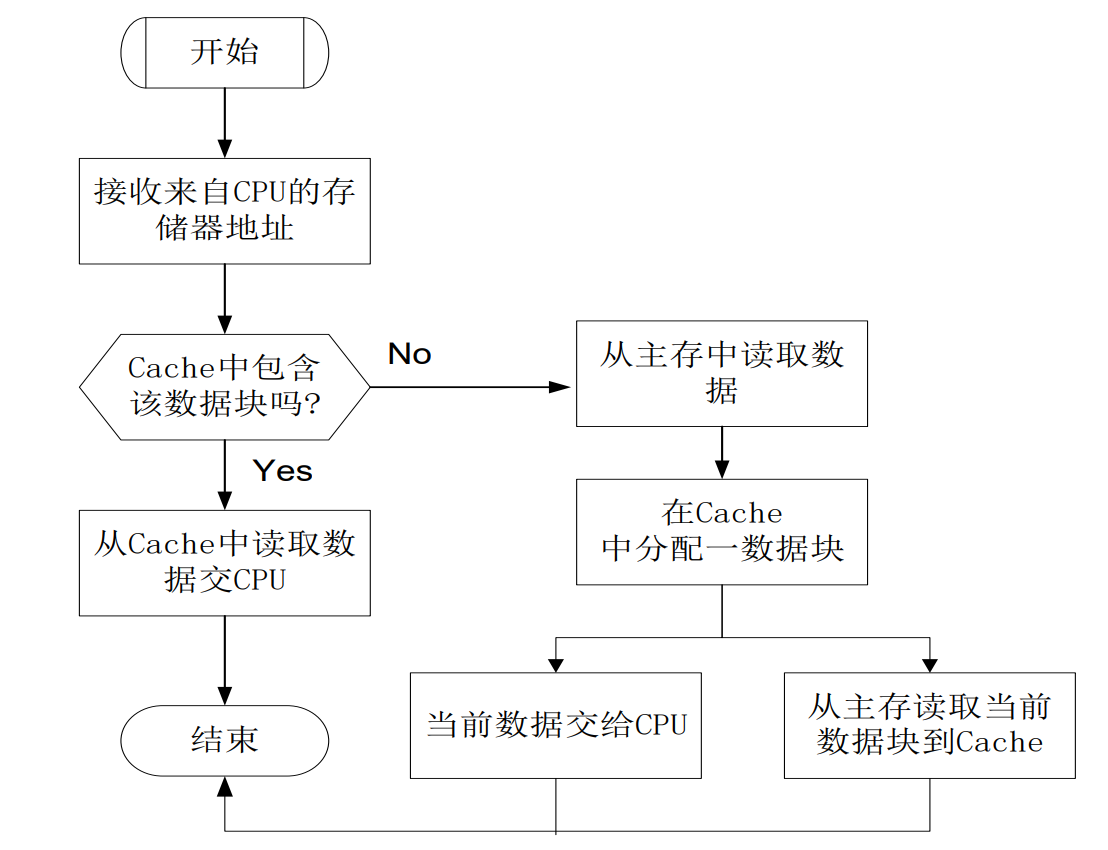 开始
接收来自CPU的存
储器地址
Cache中包含
该数据块吗?
No
Yes
从Cache中读取数
据交CPU
结束
从主存中读取数
据
在Cache
中分配一数据块
当前数据交给CPU
从主存读取当前
数据块到Cache